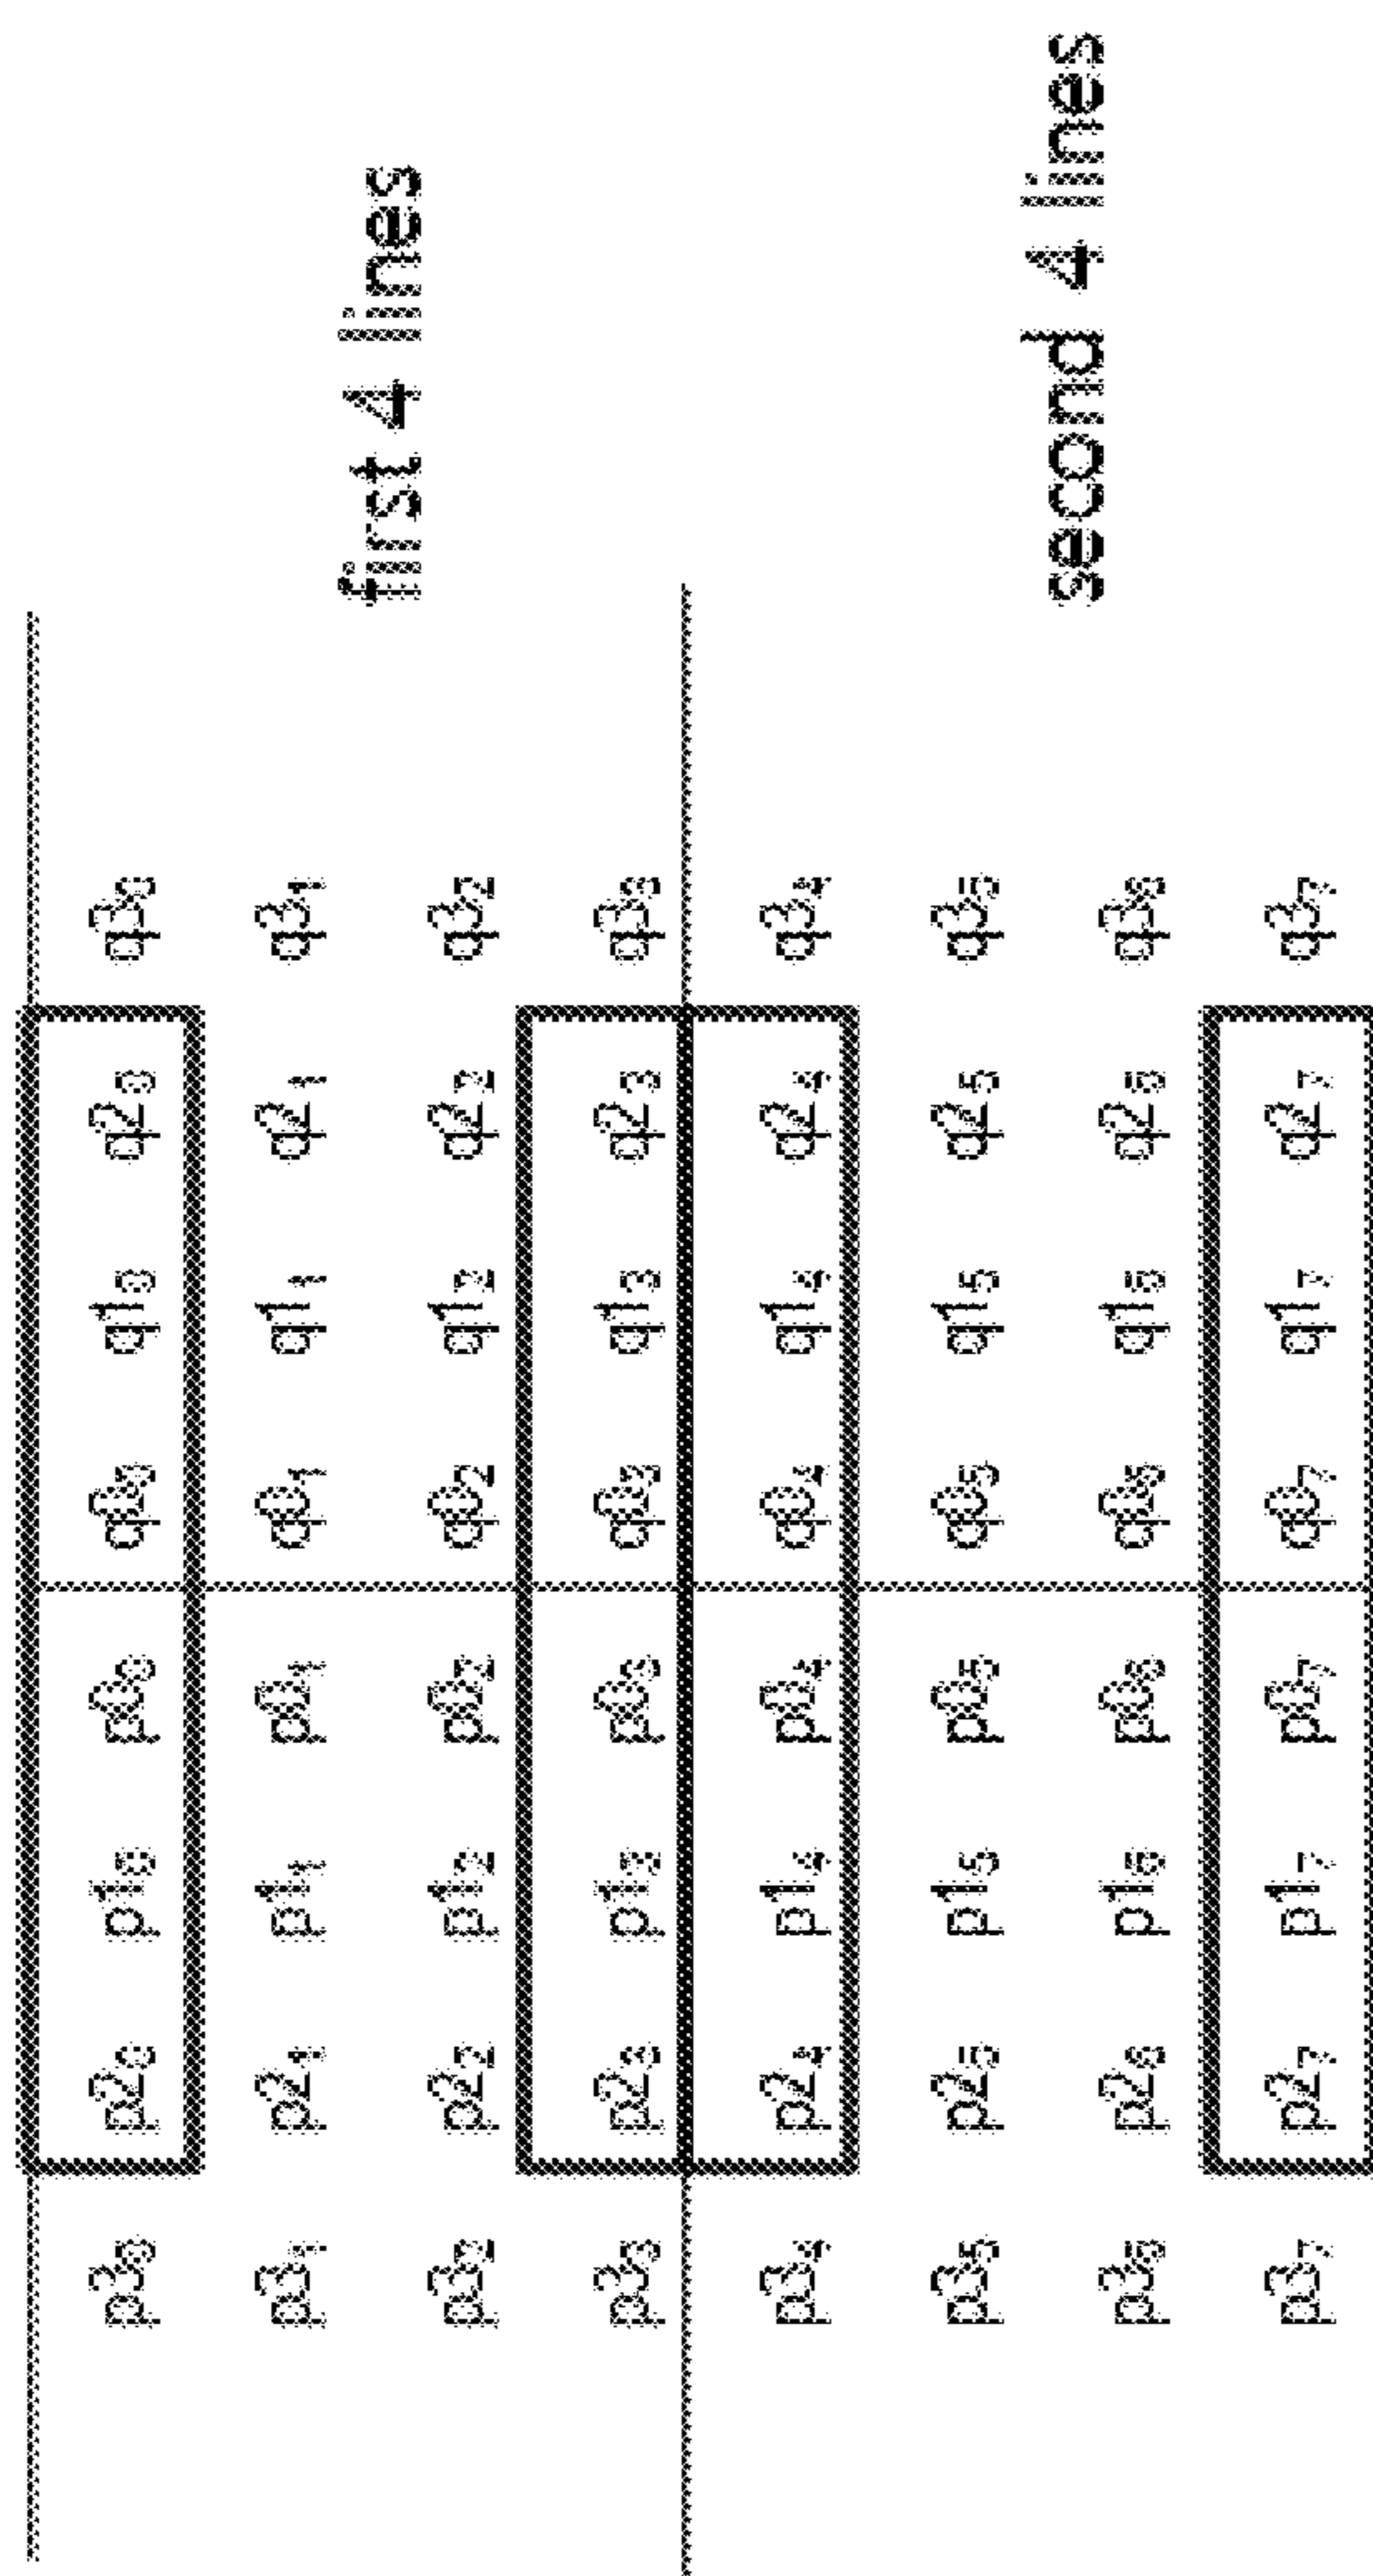 p3₀ p2₀ p1₀ p0₀ q0₀ q1₀ q2₀ q3₀
p3₁ p2₁ p1₁ p0₁ q0₁ q1₁ q2₁ q3₁
first 4 lines
p3₂ p2₂ p1₂ p0₂ q0₂ q1₂ q2₂ q3₂
p3₃ p2₃ p1₃ p0₃ q0₃ q1₃ q2₃ q3₃
p3₄ p2₄ p1₄ p0₄ q0₄ q1₄ q2₄ q3₄
p3₅ p2₅ p1₅ p0₅ q0₅ q1₅ q2₅ q3₅
second 4 lines
p3₆ p2₆ p1₆ p0₆ q0₆ q1₆ q2₆ q3₆
p3₇ p2₇ p1₇ p0₇ q0₇ q1₇ q2₇ q3₇